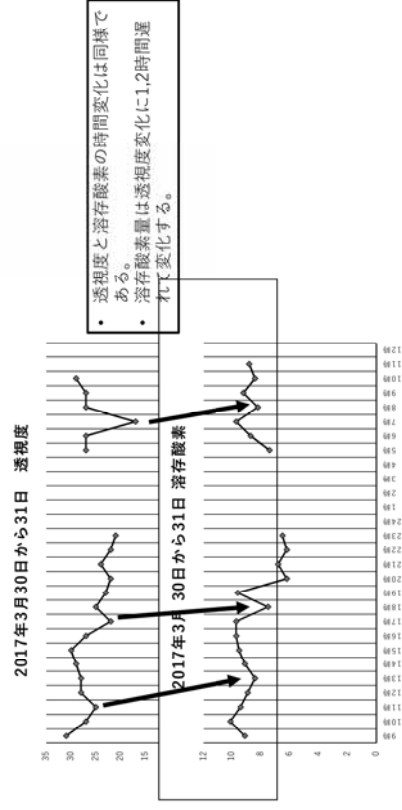 2017年3月30日から31日　透視度
35
30
25
20
15
2017年3月　30日から31日 溶存酸素
12
10
8
6
4
2
0
9時
10時
11時
12時
13時
14時
15時
16時
17時
18時
19時
20時
21時
22時
23時
24時
1時
2時
3時
4時
5時
6時
7時
8時
9時
10時
11時
12時
• 透視度と溶存酸素の時間変化は同様で
ある。
• 溶存酸素量は透視度変化に1,2時間遅
れて変化する。